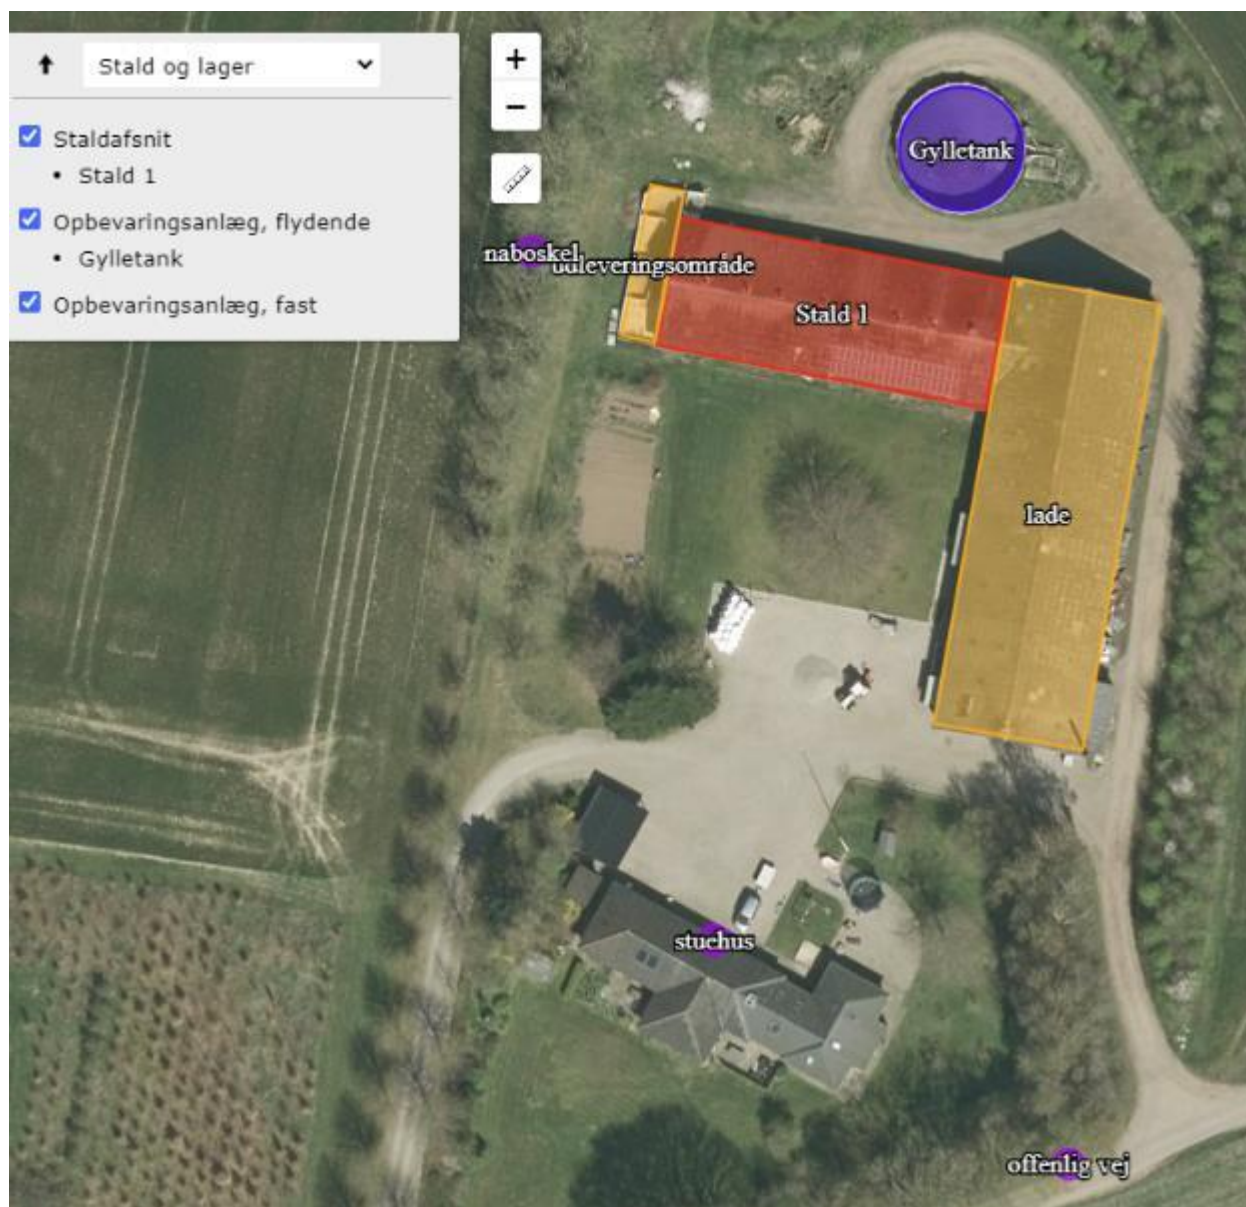 Stald og lager
Staldafsnit
• Stald 1
Opbevaringsanlæg, flydende
• Gylletank
Opbevaringsanlæg, fast
+
−
Gylletank
naboskel
udleveringsområde
Stald 1
lade
stuehus
offenlig vej